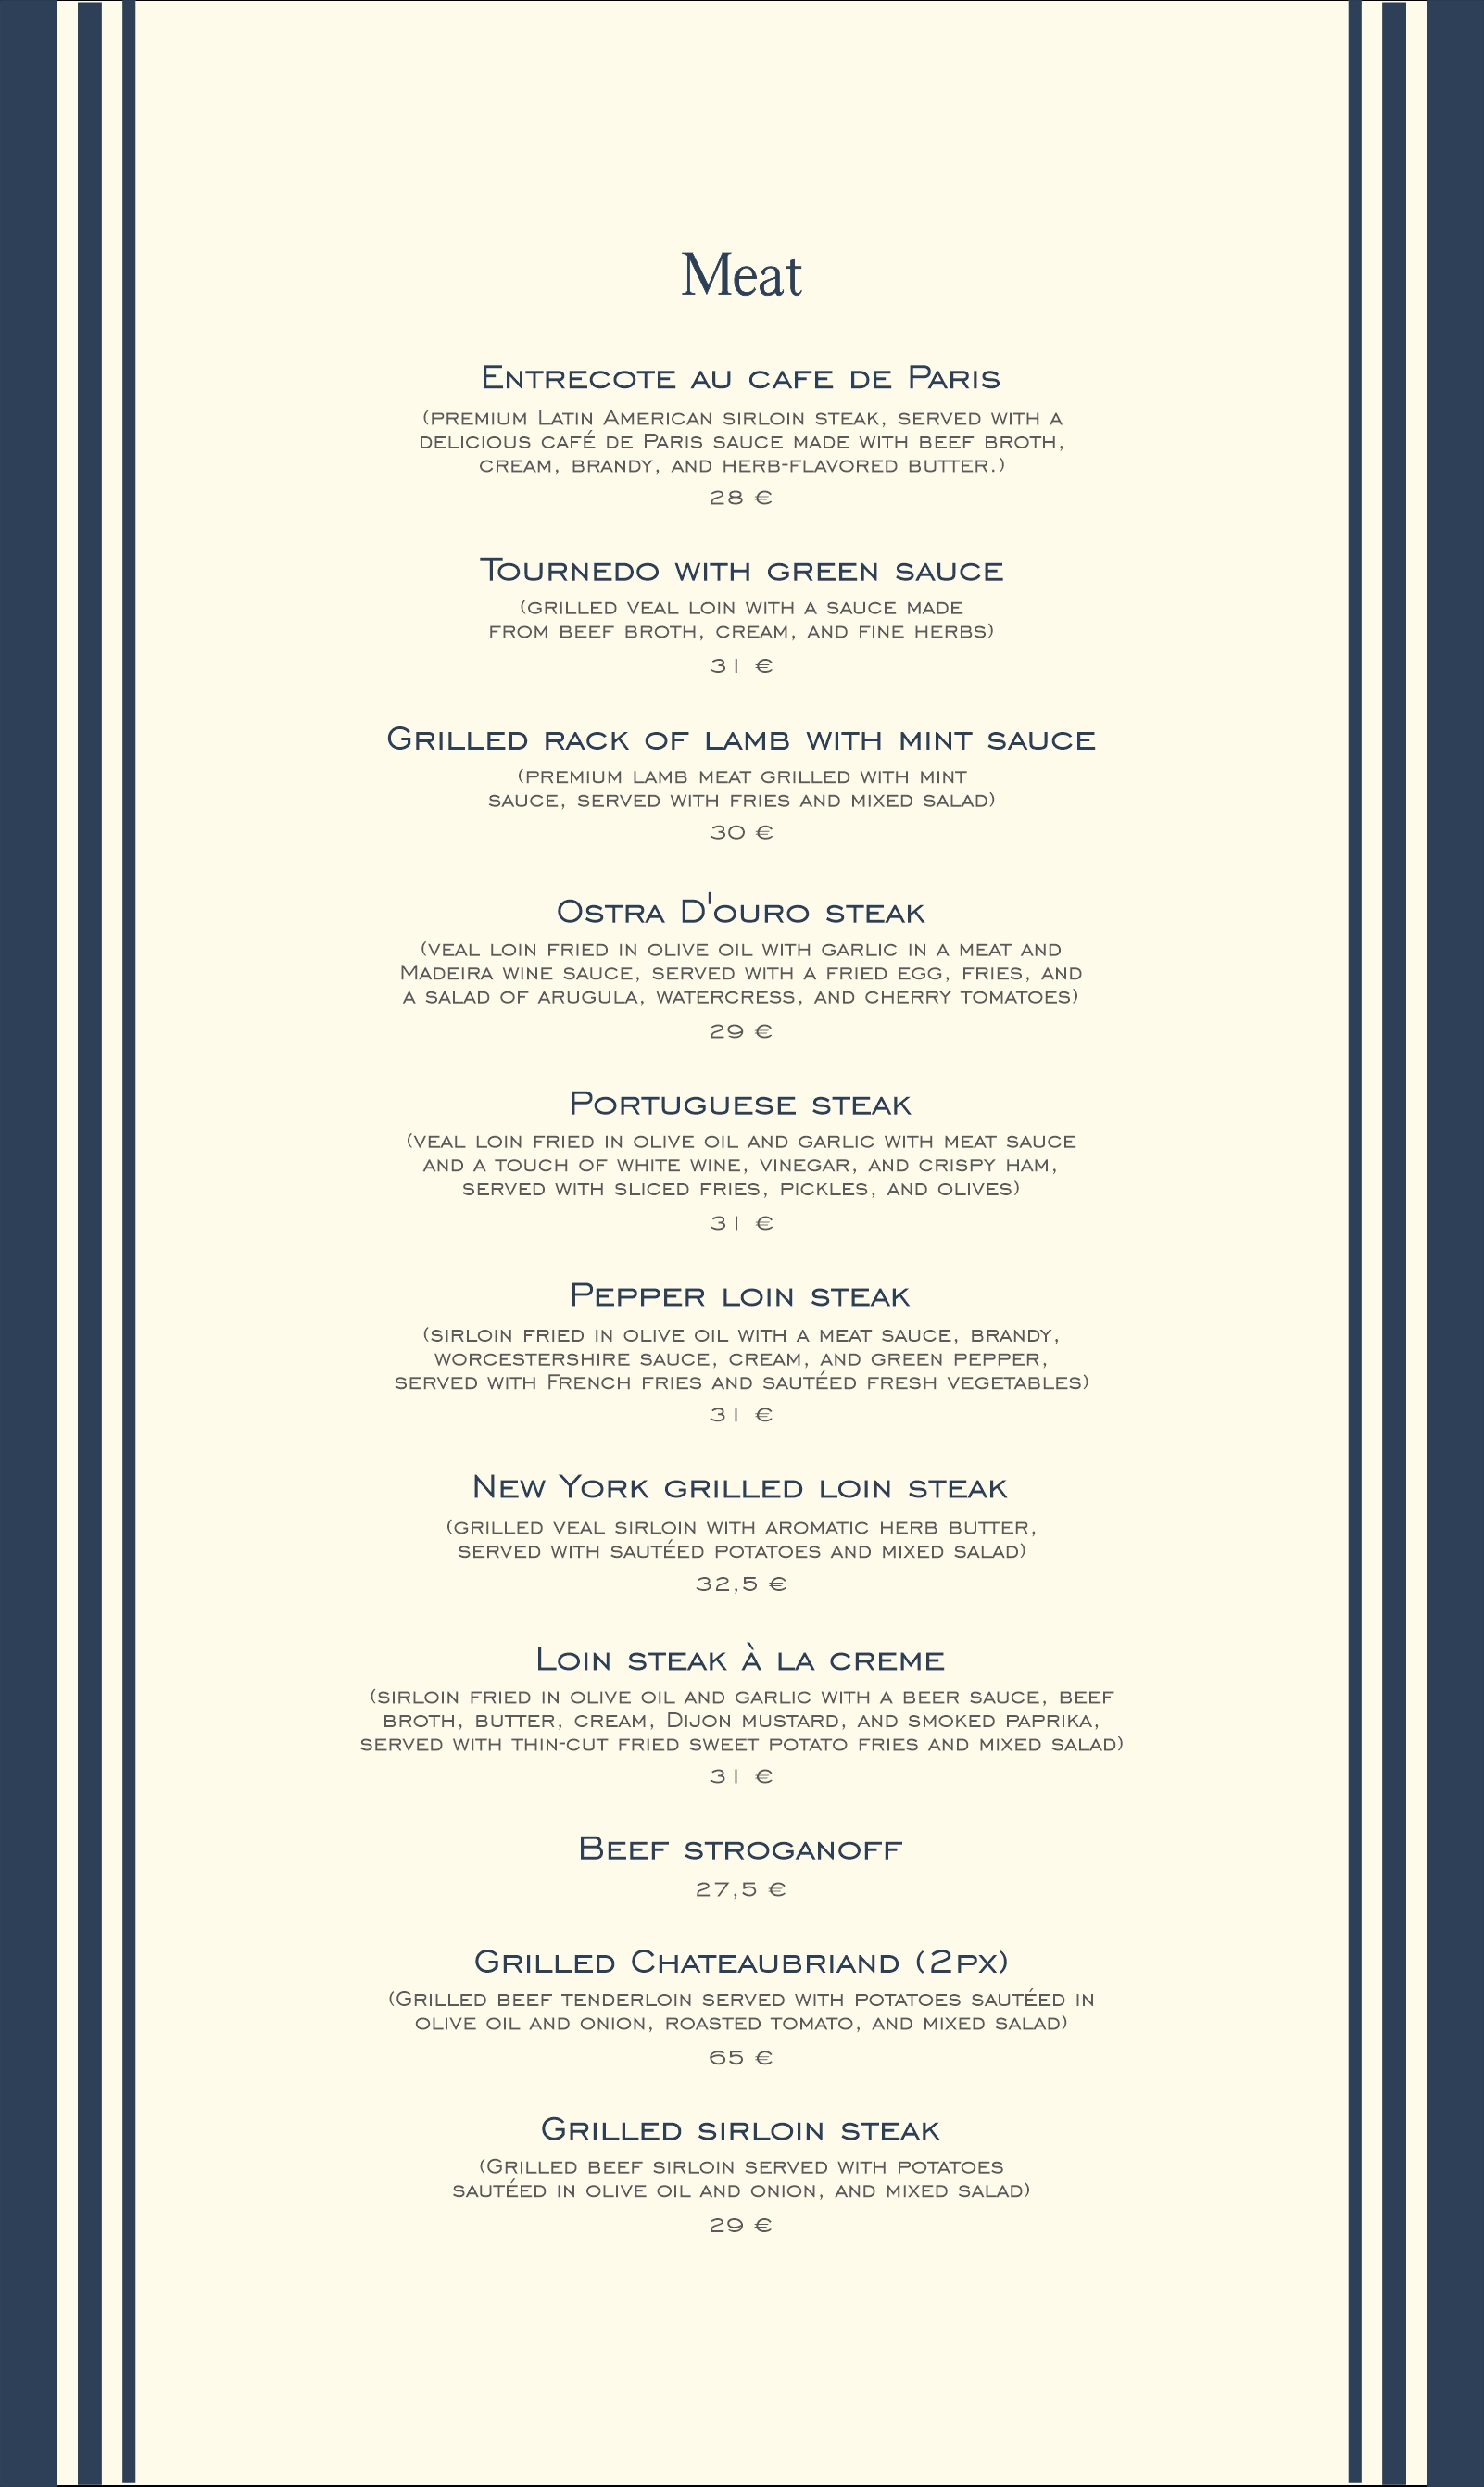 Meat
Entrecote au cafe de Paris
(premium Latin American sirloin steak, served with a
delicious café de Paris sauce made with beef broth,
cream, brandy, and herb-flavored butter.)
28 €
Tournedo with green sauce
(grilled veal loin with a sauce made
from beef broth, cream, and fine herbs)
31 €
Grilled rack of lamb with mint sauce
(premium lamb meat grilled with mint
sauce, served with fries and mixed salad)
30 €
Ostra D'ouro steak
(veal loin fried in olive oil with garlic in a meat and
Madeira wine sauce, served with a fried egg, fries, and
a salad of arugula, watercress, and cherry tomatoes)
29 €
Portuguese steak
(veal loin fried in olive oil and garlic with meat sauce
and a touch of white wine, vinegar, and crispy ham,
served with sliced fries, pickles, and olives)
31 €
Pepper loin steak
(sirloin fried in olive oil with a meat sauce, brandy,
worcestershire sauce, cream, and green pepper,
served with French fries and sautéed fresh vegetables)
31 €
New York grilled loin steak
(grilled veal sirloin with aromatic herb butter,
served with sautéed potatoes and mixed salad)
32,5 €
Loin steak à la creme
(sirloin fried in olive oil and garlic with a beer sauce, beef
broth, butter, cream, Dijon mustard, and smoked paprika,
served with thin-cut fried sweet potato fries and mixed salad)
31 €
Beef stroganoff
27,5 €
Grilled Chateaubriand (2px)
(Grilled beef tenderloin served with potatoes sautéed in
olive oil and onion, roasted tomato, and mixed salad)
65 €
Grilled sirloin steak
(Grilled beef sirloin served with potatoes
sautéed in olive oil and onion, and mixed salad)
29 €